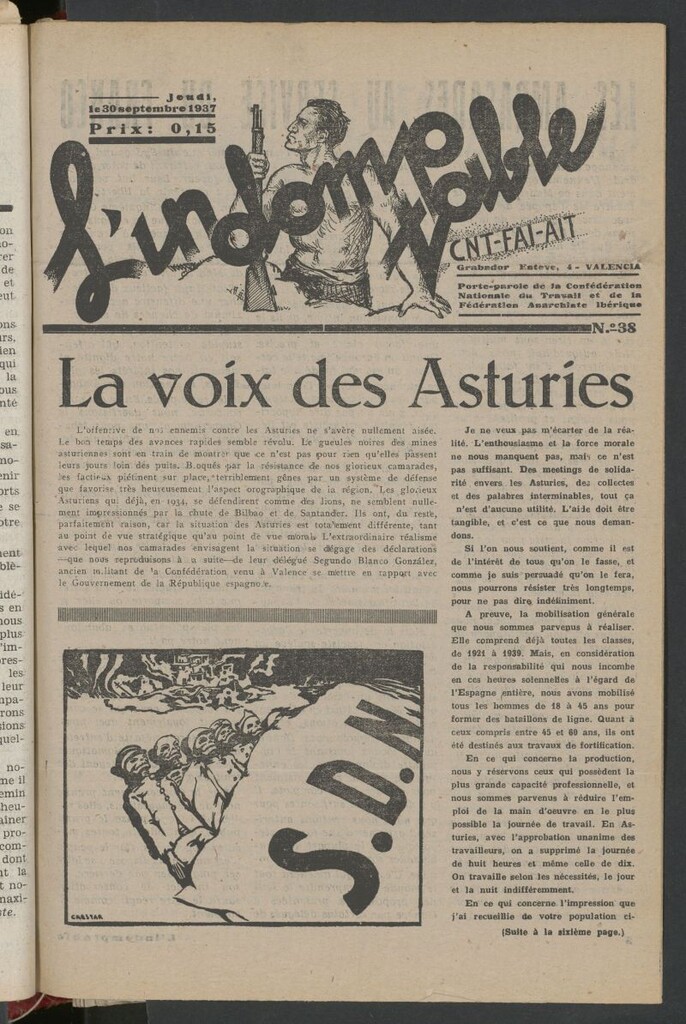 Jeudi,
le 30 septembre 1937
Prix: 0,15
L'indomptable
CNT-FAI-AIT
Grabador Esteve, 4 - VALENCIA
Porte-parole de la Confédération
Nationale du Travail et de la
Fédération Anarchiste Ibérique
N.º 38
La voix des Asturies
L'offenrive de nos ennemis contre les Asturies ne s'avère nullement aisée.
Le bon temps des avances rapides semble révolu. Le gueules noires des mines
asturiennes sont en train de montrer que ce n'est pas pour rien qu'elles passent
leurs jours loin des puits. Bloqués par la résistance de nos glorieux camarades,
les factieux piétinent sur place, terriblement gênes par un système de défense
que favorise très heureusement l'aspect orographique de la région. Les glorieux
Asturiens qui déjà, en 1934, se défendirent comme des lions, ne semblent nulle-
ment impressionnés par la chute de Bilbao et de Santander. Ils ont, du reste,
parfaitement raison, car la situation des Asturies est totalement différente, tant
au point de vue stratégique qu'au point de vue moral. L'extraordinaire réalisme
avec lequel nos camarades envisagent la situation se dégage des déclarations
—que nous reproduisons à la suite—de leur délégué Segundo Blanco González,
ancien militant de la Confédération venu à Valence se mettre en rapport avec
le Gouvernement de la République espagnole.
S.D.N
Je ne veux pas m'écarter de la réa-
lité. L'enthousiasme et la force morale
ne nous manquent pas, mais ce n'est
pas suffisant. Des meetings de solida-
rité envers les Asturies, des collectes
et des palabres interminables, tout ça
n'est d'aucune utilité. L'aide doit être
tangible, et c'est ce que nous deman-
dons.
Si l'on nous soutient, comme il est
de l'intérêt de tous qu'on le fasse, et
comme je suis persuadé qu'on le fera,
nous pourrons résister très longtemps,
pour ne pas dire indéfiniment.
A preuve, la mobilisation générale
que nous sommes parvenus à réaliser.
Elle comprend déjà toutes les classes,
de 1921 à 1939. Mais, en considération
de la responsabilité qui nous incombe
en ces heures solennelles à l'égard de
l'Espagne entière, nous avons mobilisé
tous les hommes de 18 à 45 ans pour
former des bataillons de ligne. Quant à
ceux compris entre 45 et 60 ans, ils ont
été destinés aux travaux de fortification.
En ce qui concerne la production,
nous y réservons ceux qui possèdent la
plus grande capacité professionnelle, et
nous sommes parvenus à réduire l'em-
ploi de la main d'oeuvre en le plus
possible la journée de travail. En As-
turies, avec l'approbation unanime des
travailleurs, on a supprimé la journée
de huit heures et même celle de dix.
On travaille selon les nécessités, le jour
et la nuit indifféremment.
En ce qui concerne l'impression que
j'ai recueillie de votre population ci-
(Suite à la sixième page.)